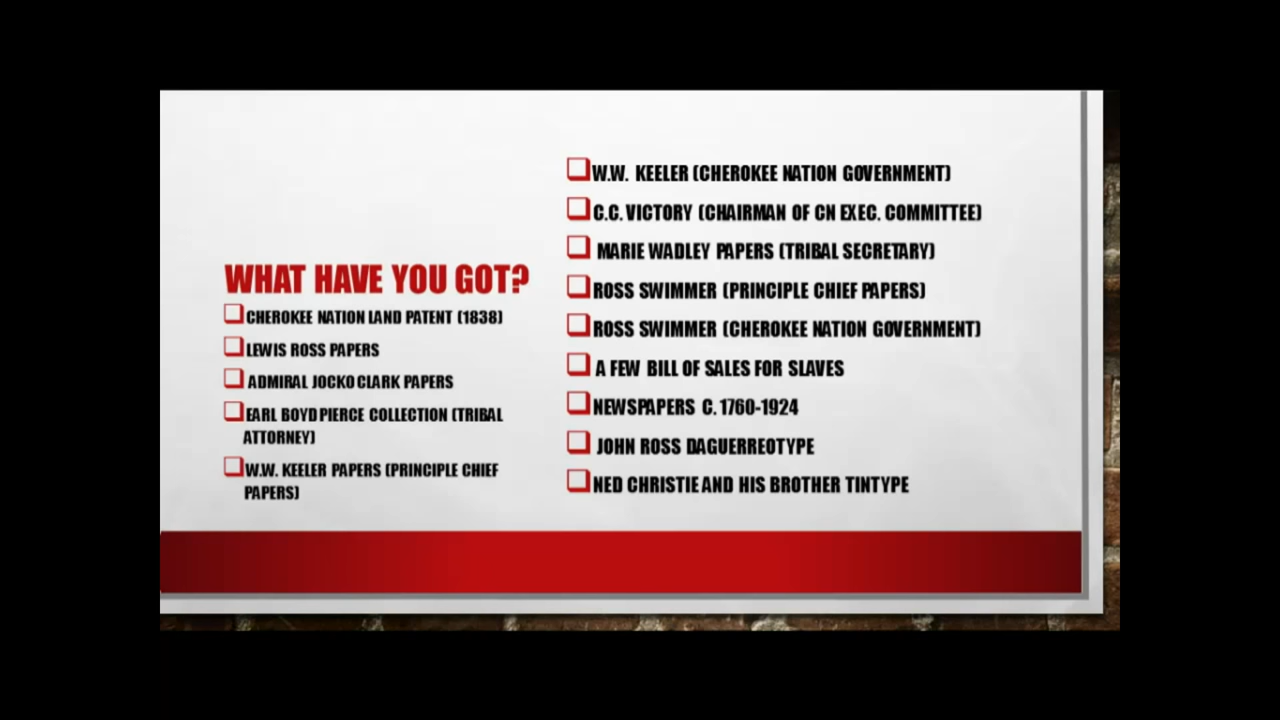 WHAT HAVE YOU GOT?
CHEROKEE NATION LAND PATENT (1838)
LEWIS ROSS PAPERS
ADMIRAL JOCKO CLARK PAPERS
EARL BOYD PIERCE COLLECTION (TRIBAL
ATTORNEY)
W.W. KEELER PAPERS (PRINCIPLE CHIEF
PAPERS)
W.W. KEELER (CHEROKEE NATION GOVERNMENT)
C.C. VICTORY (CHAIRMAN OF CN EXEC. COMMITTEE)
MARIE WADLEY PAPERS (TRIBAL SECRETARY)
ROSS SWIMMER (PRINCIPLE CHIEF PAPERS)
ROSS SWIMMER (CHEROKEE NATION GOVERNMENT)
A FEW BILL OF SALES FOR SLAVES
NEWSPAPERS C. 1760-1924
JOHN ROSS DAGUERREOTYPE
NED CHRISTIE AND HIS BROTHER TINTYPE